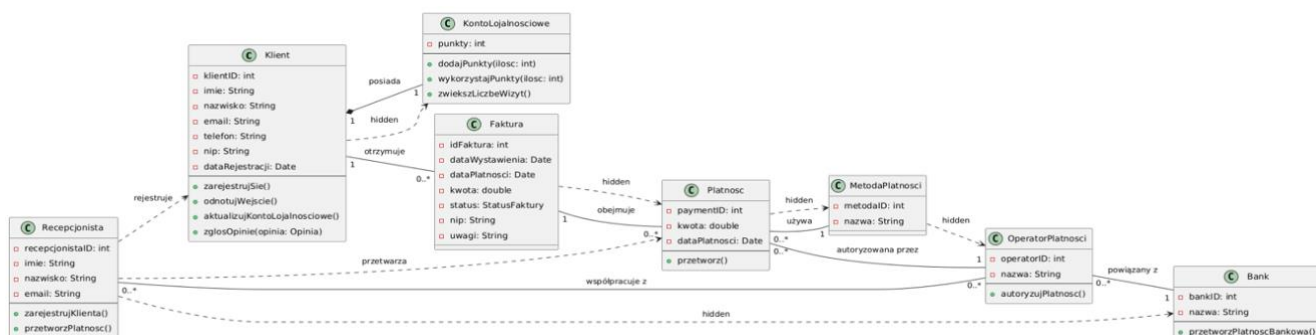 KontoLojalnosciowe
punkty: int
dodajPunkty(ilosc: int)
wykorzystajPunkty(ilosc: int)
zwiekszLiczbeWizyt()
Klient
klientID: int
imie: String
nazwisko: String
email: String
telefon: String
nip: String
dataRejestracji: Date
zarejestrujSie()
odnotujWejscie()
aktualizujKontoLojalnosciowe()
zglosOpinie(opinia: Opinia)
posiada
1
1
hidden
otrzymuje
1
0..*
Faktura
idFaktura: int
dataWystawienia: Date
dataPlatnosci: Date
kwota: double
status: StatusFaktury
nip: String
uwagi: String
hidden
obejmuje
1
0..*
Platnosc
paymentID: int
kwota: double
dataPlatnosci: Date
przetworz()
hidden
używa
0..*
1
MetodaPlatnosci
metodaID: int
nazwa: String
hidden
autoryzowana przez
0..*
1
OperatorPlatnosci
operatorID: int
nazwa: String
autoryzujPlatnosc()
powiązany z
0..*
1
Bank
bankID: int
nazwa: String
przetworzPlatnoscBankowa()
rejestruje
Recepcjonista
recepcjonistaID: int
imie: String
nazwisko: String
email: String
zarejestrujKlienta()
przetworzPlatnosc()
przetwarza
współpracuje z
0..*
0..*
hidden